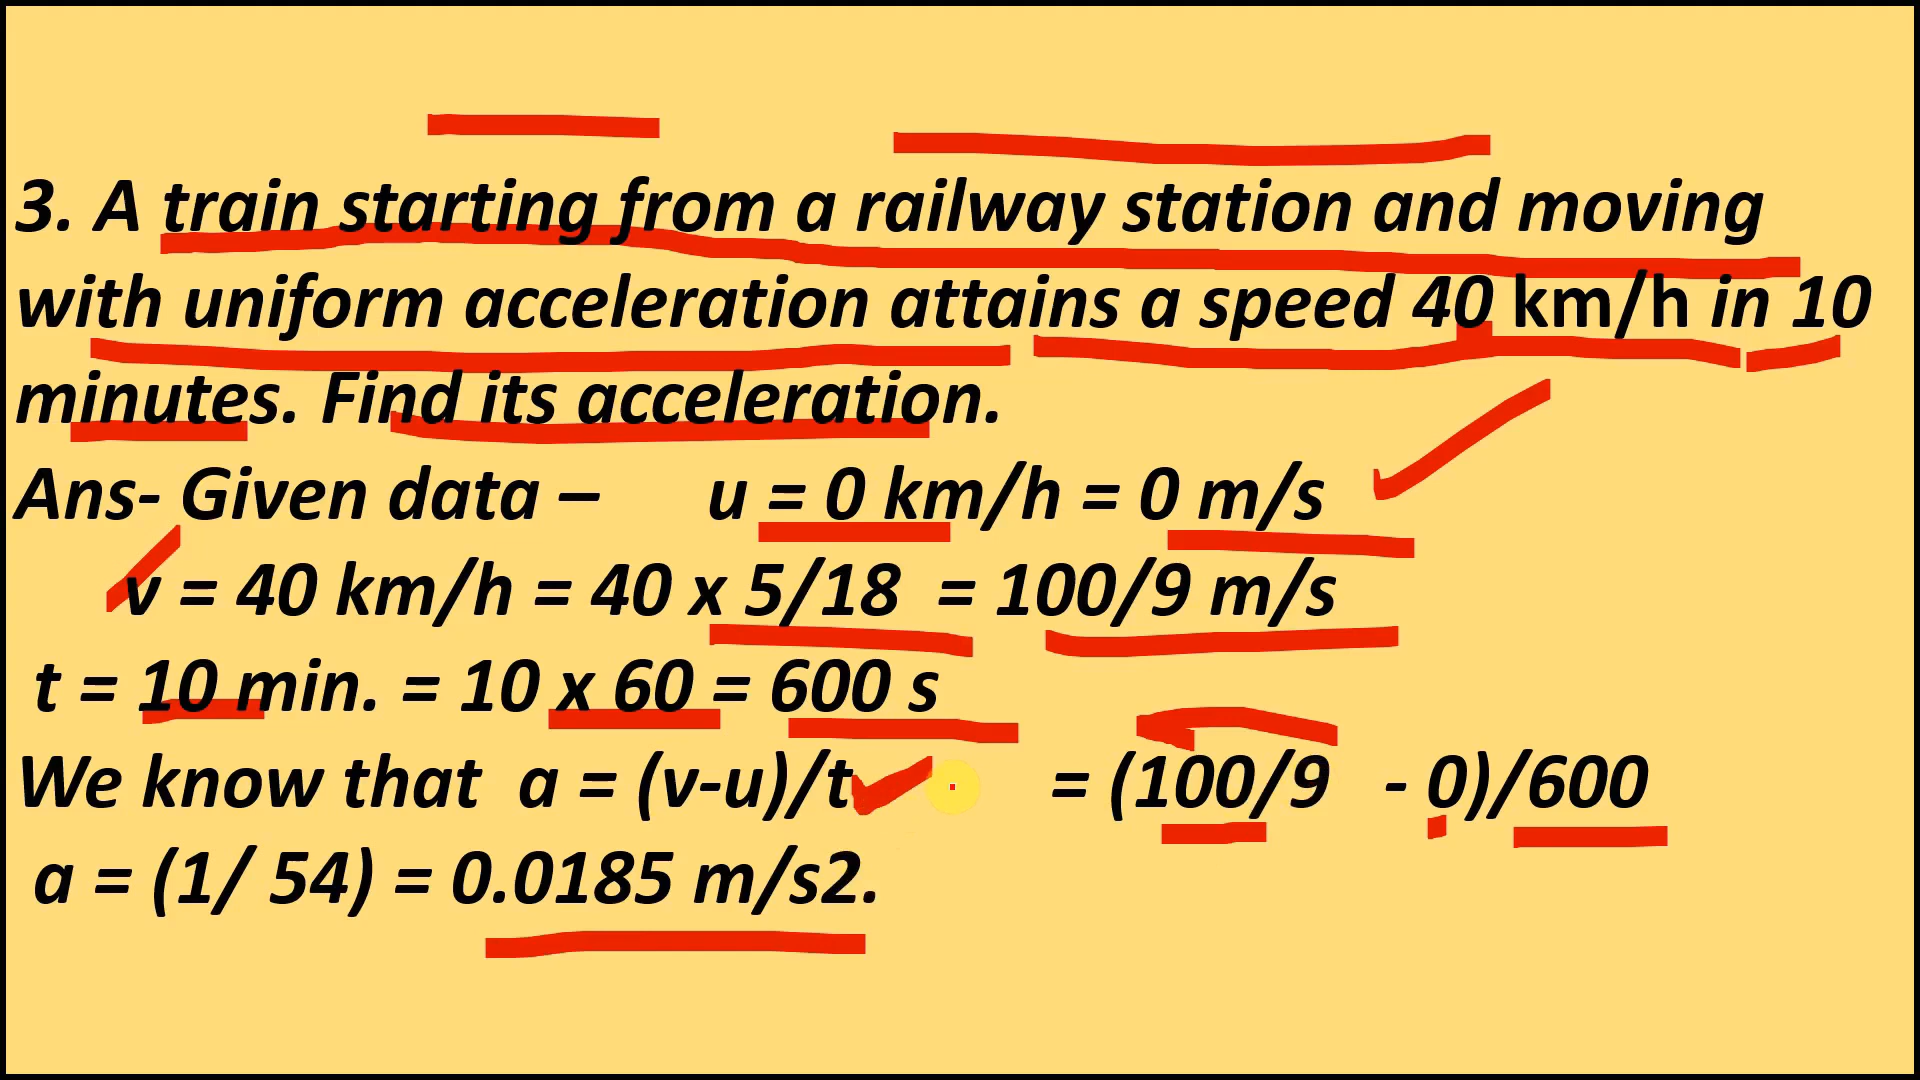 3. A train starting from a railway station and moving
with uniform acceleration attains a speed 40 km/h in 10
minutes. Find its acceleration.
Ans- Given data – u = 0 km/h = 0 m/s
v = 40 km/h = 40 x 5/18 = 100/9 m/s
t = 10 min. = 10 x 60 = 600 s
We know that a = (v-u)/t = (100/9 - 0)/600
a = (1/ 54) = 0.0185 m/s2.